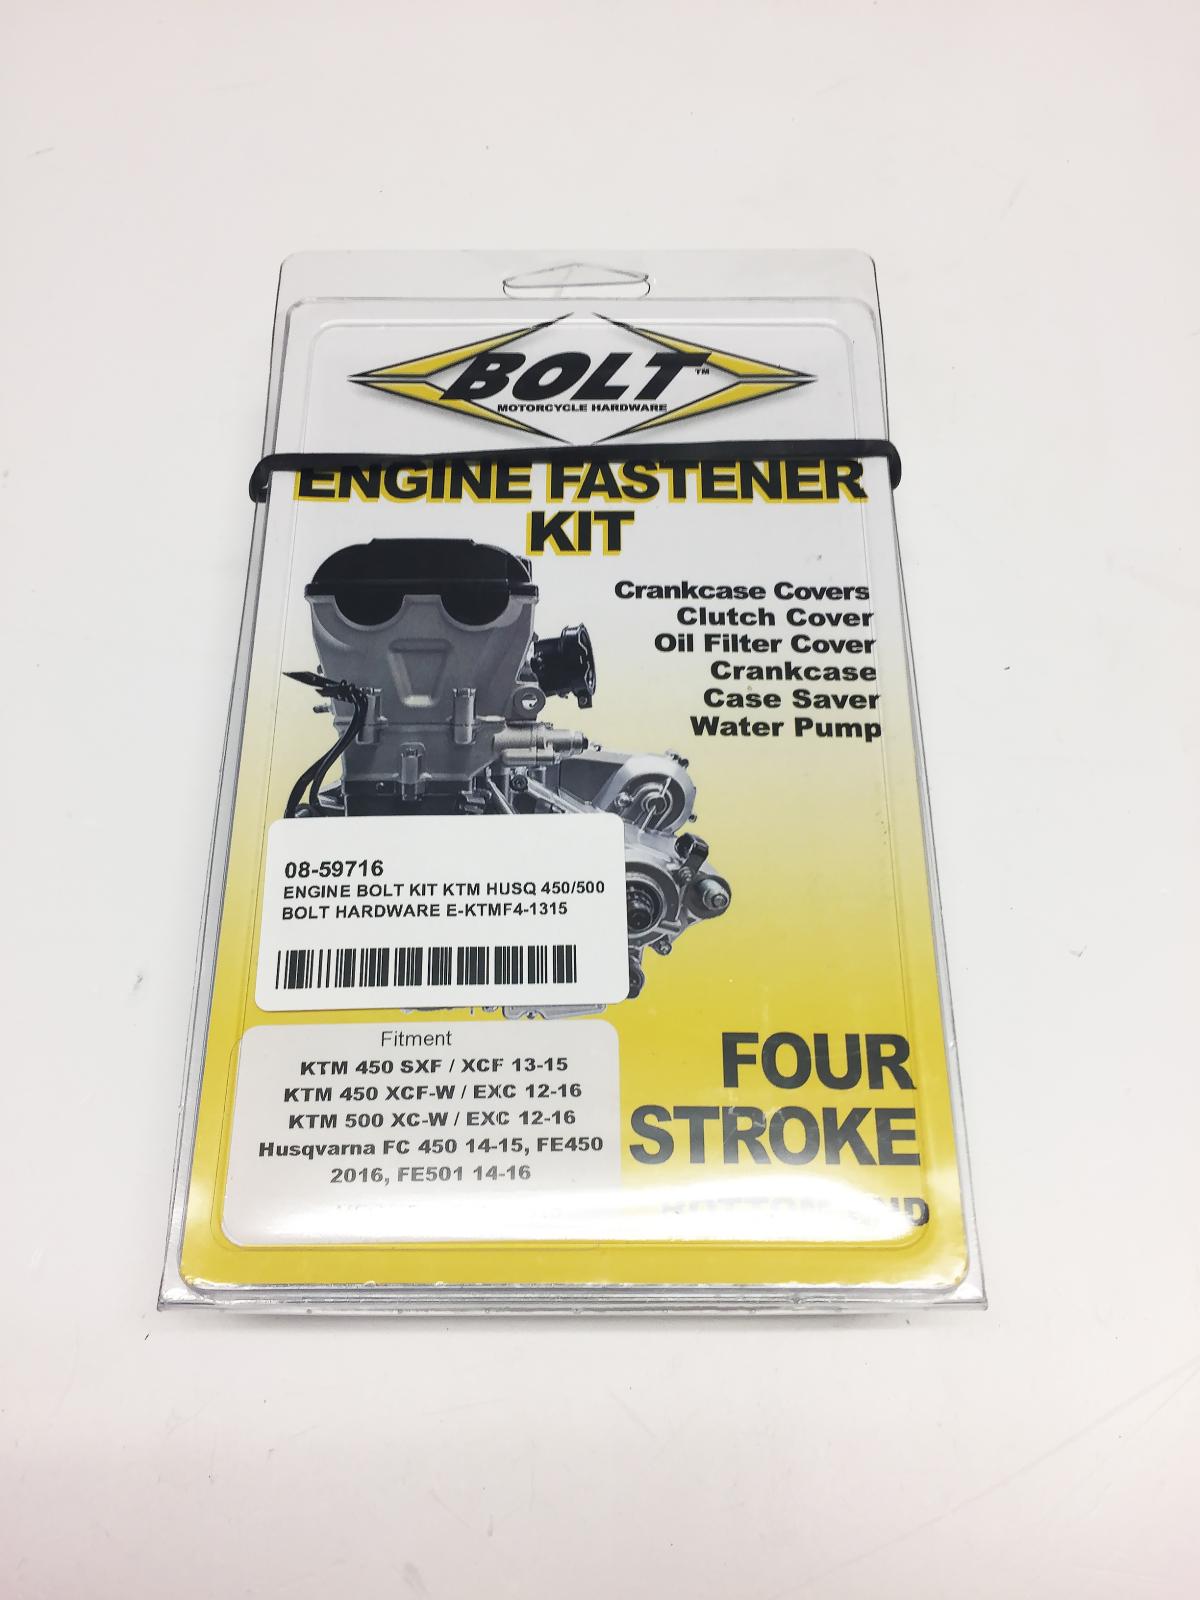 BOLT™
MOTORCYCLE HARDWARE
ENGINE FASTENER
KIT
Crankcase Covers
Clutch Cover
Oil Filter Cover
Crankcase
Case Saver
Water Pump
08-59716
ENGINE BOLT KIT KTM HUSQ 450/500
BOLT HARDWARE E-KTMF4-1315
Fitment
KTM 450 SXF / XCF 13-15
KTM 450 XCF-W / EXC 12-16
KTM 500 XC-W / EXC 12-16
Husqvarna FC 450 14-15, FE450
2016, FE501 14-16
FOUR
STROKE
BOTTOM END